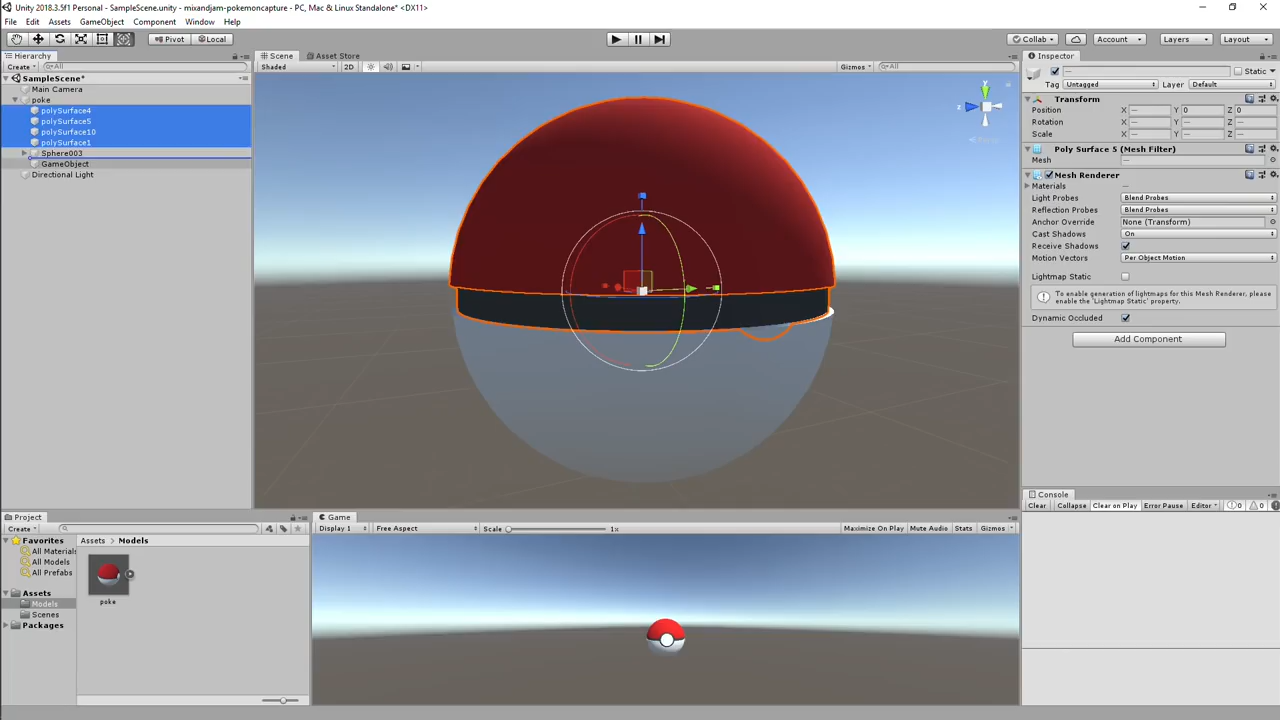 Unity 2018.3.5f1 Personal - SampleScene.unity - mixandjam-pokemoncapture - PC, Mac & Linux Standalone* <DX11>
File Edit Assets GameObject Component Window Help
Pivot Local Collab Account Layers Layout
Hierarchy
Create All
SampleScene*
Main Camera
poke
polySurface4
polySurface5
polySurface10
polySurface1
Sphere003
GameObject
Directional Light
Scene Asset Store
Shaded 2D Gizmos All
y
z
Inspector
— Static
Tag Untagged Layer Default
Transform
Position X — Y 0 Z 0
Rotation X — Y — Z —
Scale X — Y — Z —
Poly Surface 5 (Mesh Filter)
Mesh —
Mesh Renderer
Materials —
Light Probes Blend Probes
Reflection Probes Blend Probes
Anchor Override None (Transform)
Cast Shadows On
Receive Shadows
Motion Vectors Per Object Motion
Lightmap Static
To enable generation of lightmaps for this Mesh Renderer, please
enable the 'Lightmap Static' property.
Dynamic Occluded
Add Component
Console
Clear Collapse Clear on Play Error Pause Editor 0 0
Project
Create
Favorites
All Materials
All Models
All Prefabs
Assets
Models
Scenes
Packages
Assets Models
poke
Game
Display 1 Free Aspect Scale 1x Maximize On Play Mute Audio Stats Gizmos